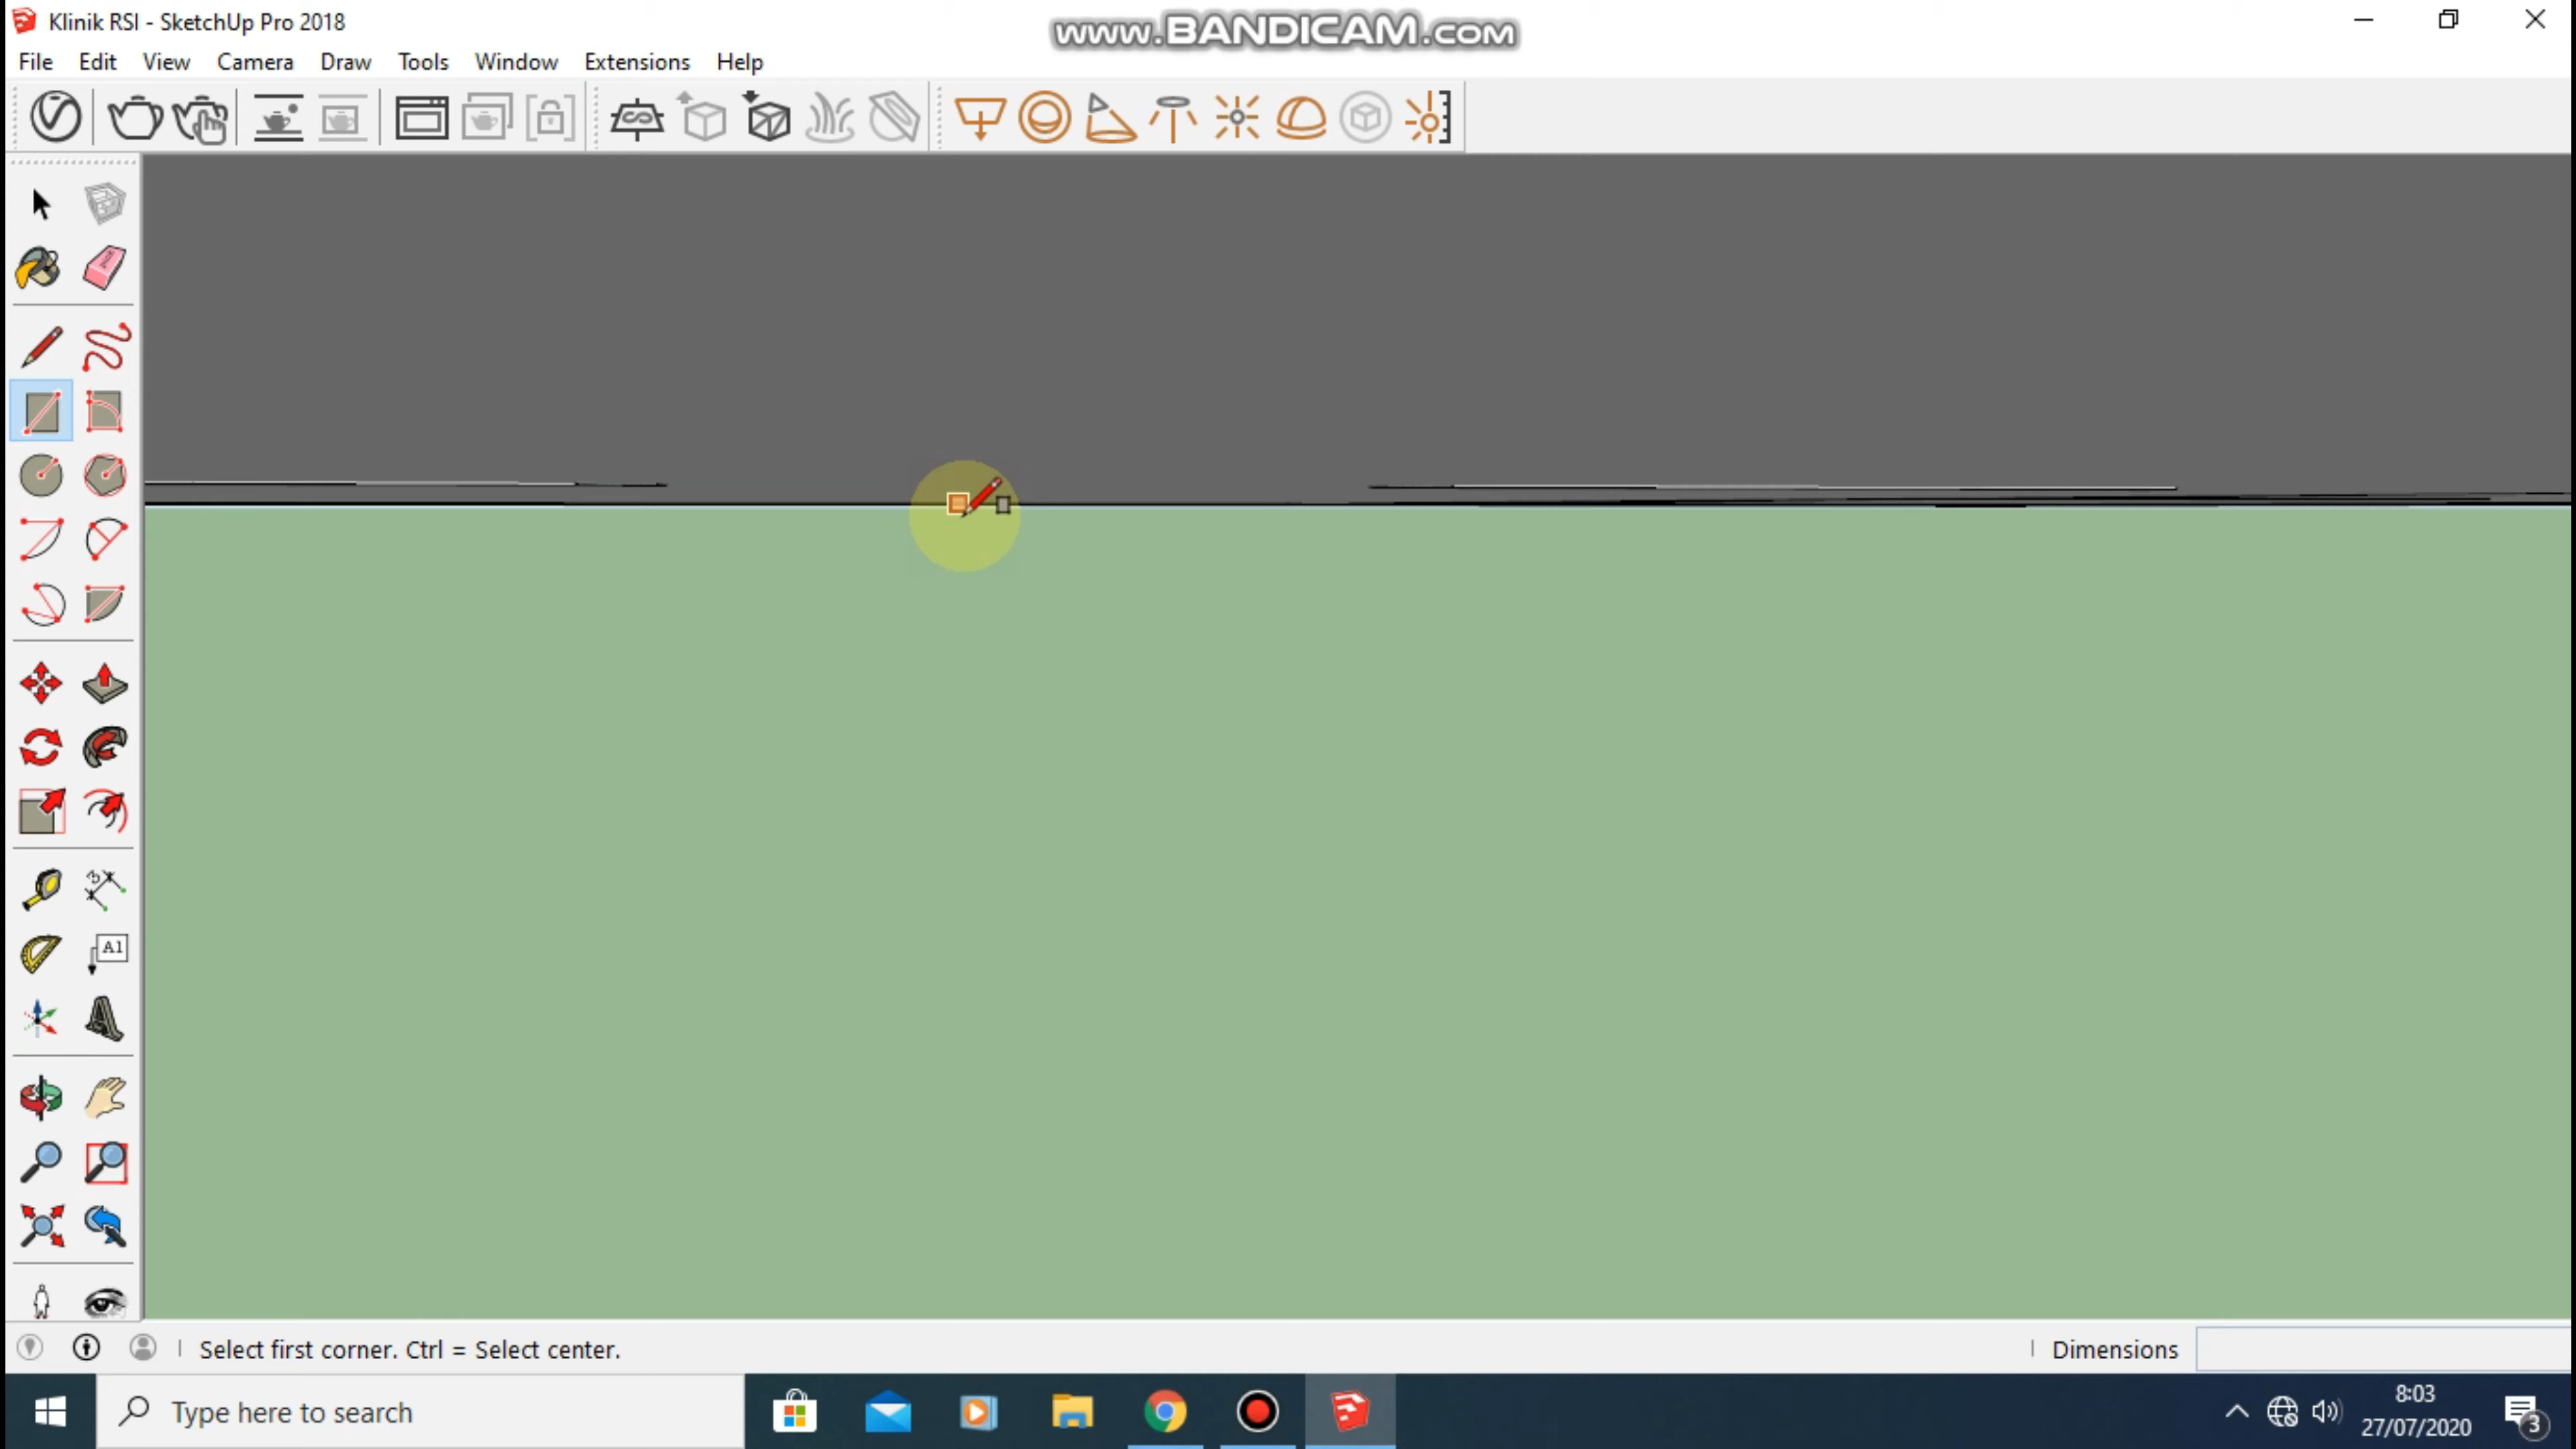 Klinik RSI - SketchUp Pro 2018
www.BANDICAM.com
File Edit View Camera Draw Tools Window Extensions Help
A1
Select first corner. Ctrl = Select center.
Dimensions
Type here to search
8:03
27/07/2020
3